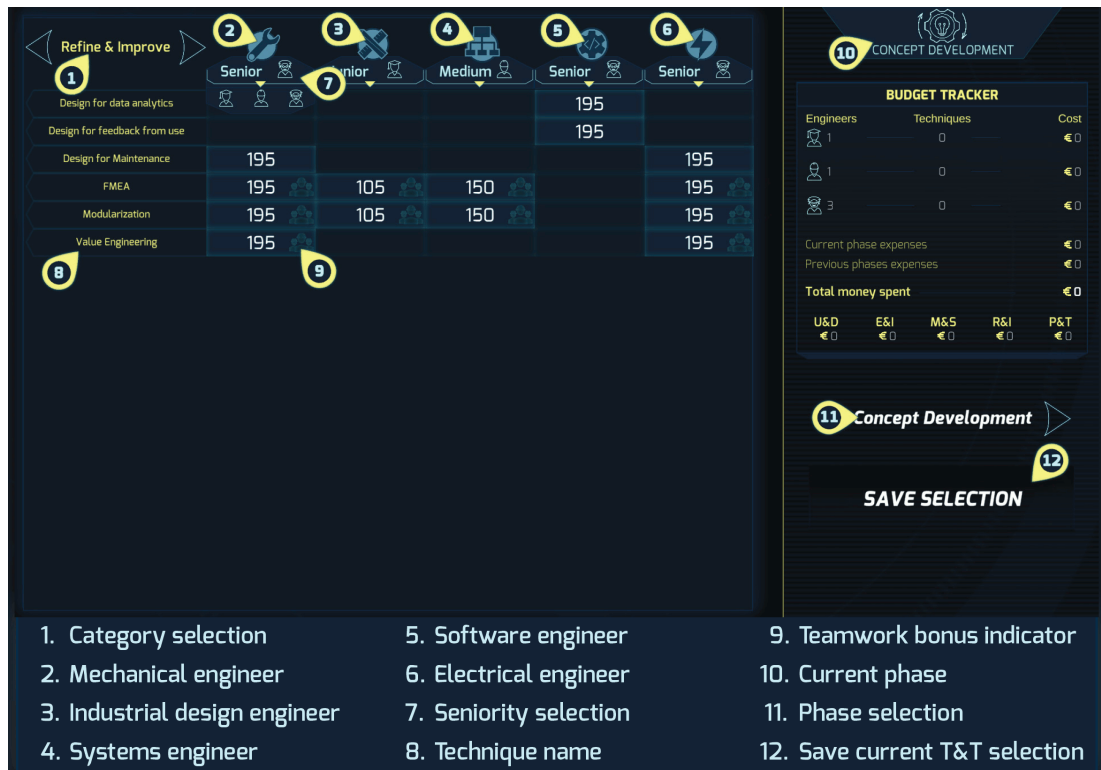 Refine & Improve
1
2
3
4
5
6
7
Senior
unior
Medium
Senior
Senior
Design for data analytics
195
Design for feedback from use
195
Design for Maintenance
195
195
FMEA
195
105
150
195
Modularization
195
105
150
195
Value Engineering
195
195
8
9
10
CONCEPT DEVELOPMENT
BUDGET TRACKER
Engineers Techniques Cost
1 0 € 0
1 0 € 0
3 0 € 0
Current phase expenses € 0
Previous phases expenses € 0
Total money spent € 0
U&D E&I M&S R&I P&T
€ 0 € 0 € 0 € 0 € 0
11
Concept Development
12
SAVE SELECTION
1. Category selection
2. Mechanical engineer
3. Industrial design engineer
4. Systems engineer
5. Software engineer
6. Electrical engineer
7. Seniority selection
8. Technique name
9. Teamwork bonus indicator
10. Current phase
11. Phase selection
12. Save current T&T selection